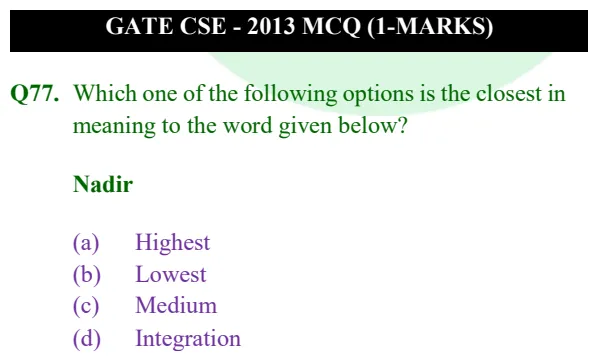 GATE CSE - 2013 MCQ (1-MARKS)
Q77. Which one of the following options is the closest in
meaning to the word given below?
Nadir
(a) Highest
(b) Lowest
(c) Medium
(d) Integration